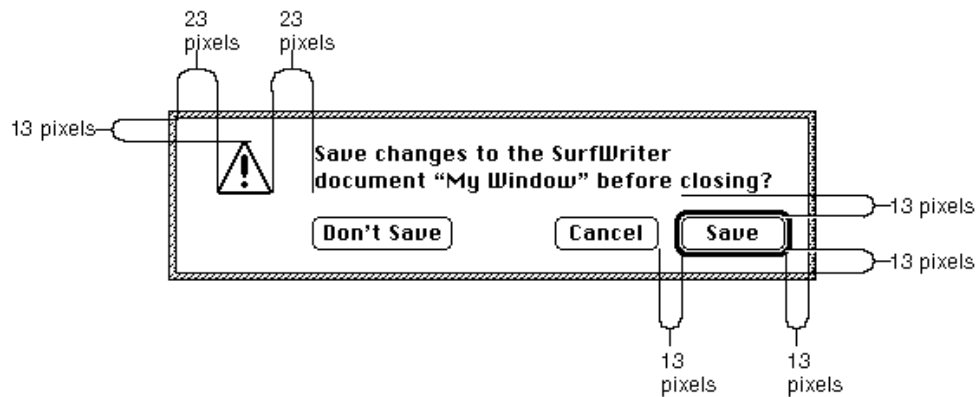 23
pixels
23
pixels
13 pixels
Save changes to the SurfWriter
document “My Window” before closing?
13 pixels
Don't Save
Cancel
Save
13 pixels
13
pixels
13
pixels